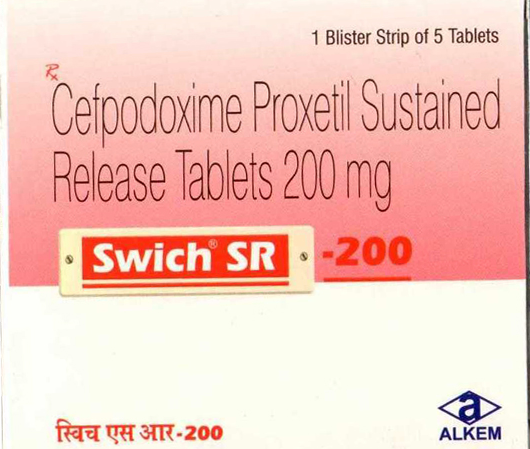 1 Blister Strip of 5 Tablets
Rx
Cefpodoxime Proxetil Sustained
Release Tablets 200 mg
Swich® SR -200
स्विच एस आर-200
a
ALKEM